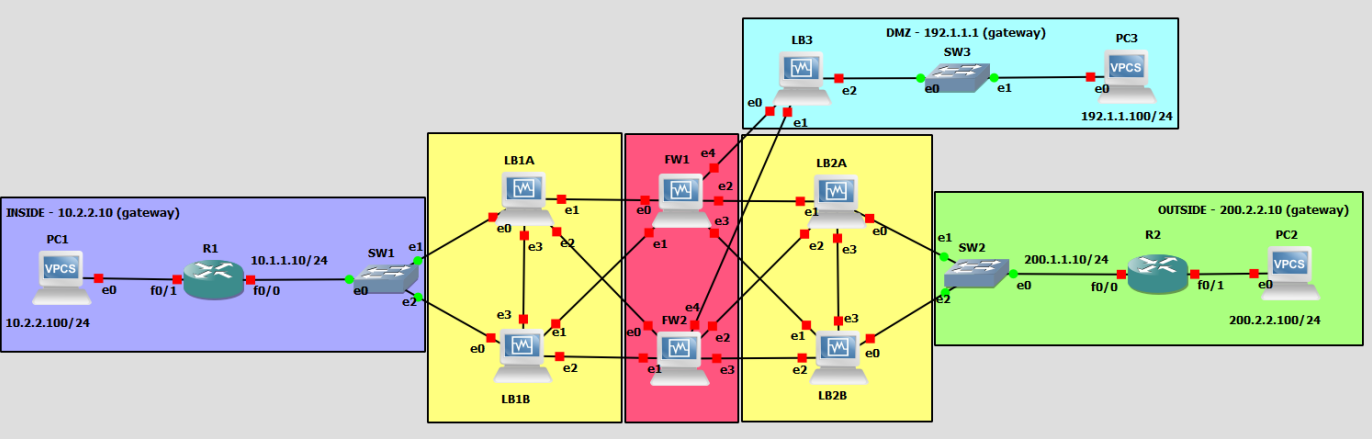 DMZ - 192.1.1.1 (gateway)
LB3
SW3
PC3
VPCS
e2
e0
e1
e0
e0
e1
192.1.1.100/24
INSIDE - 10.2.2.10 (gateway)
PC1
VPCS
e0
10.2.2.100/24
R1
f0/1
f0/0
10.1.1.10/24
SW1
e0
e1
e2
LB1A
e0
e1
e2
e3
LB1B
e0
e1
e2
e3
FW1
e0
e1
e2
e3
e4
FW2
e0
e1
e2
e3
e4
LB2A
e1
e2
e3
e0
LB2B
e1
e2
e3
e0
OUTSIDE - 200.2.2.10 (gateway)
SW2
e1
e2
e0
200.1.1.10/24
R2
f0/0
f0/1
PC2
VPCS
e0
200.2.2.100/24